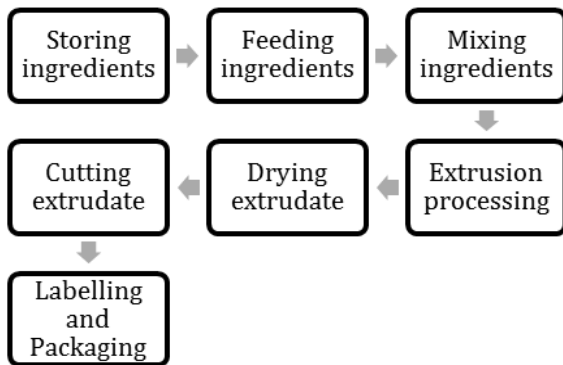 Storing
ingredients
Feeding
ingredients
Mixing
ingredients
Extrusion
processing
Drying
extrudate
Cutting
extrudate
Labelling
and
Packaging